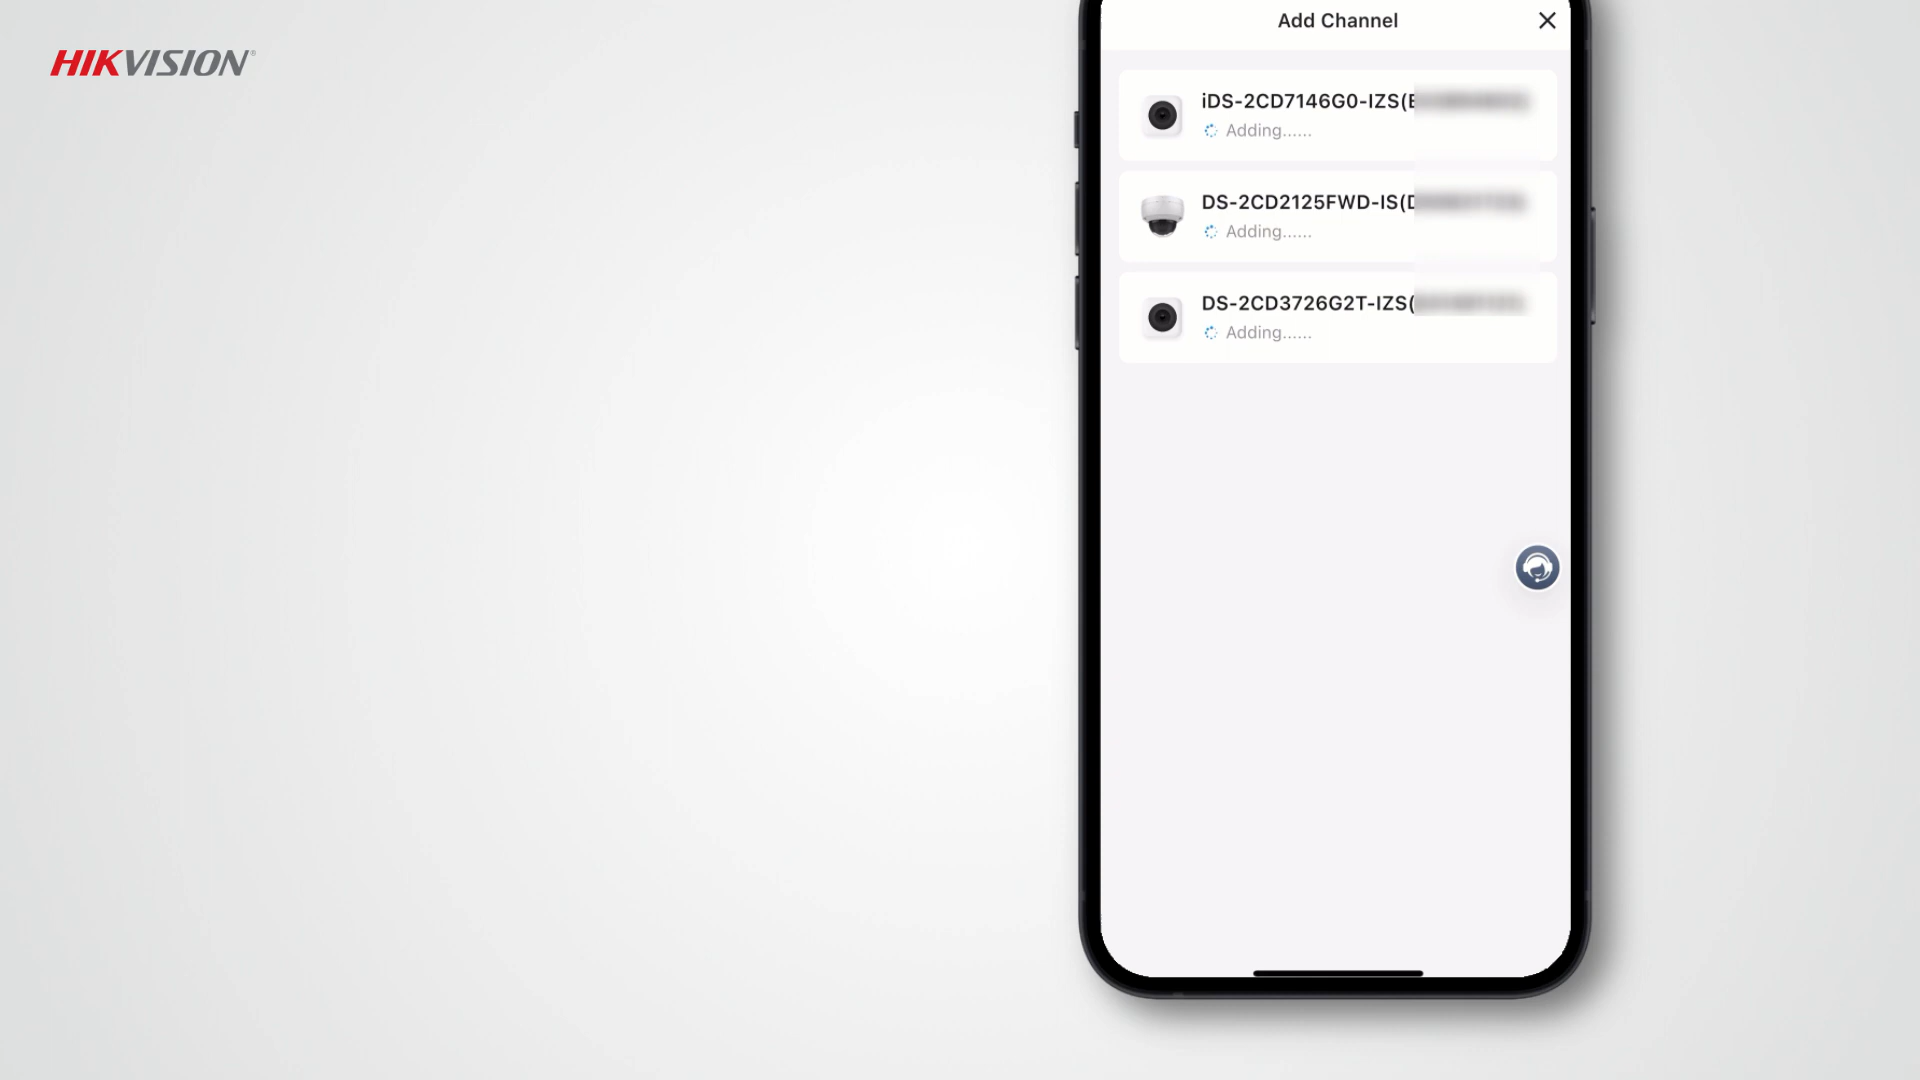 HIKVISION®
Add Channel
iDS-2CD7146G0-IZS(
Adding......
DS-2CD2125FWD-IS(
Adding......
DS-2CD3726G2T-IZS(
Adding......